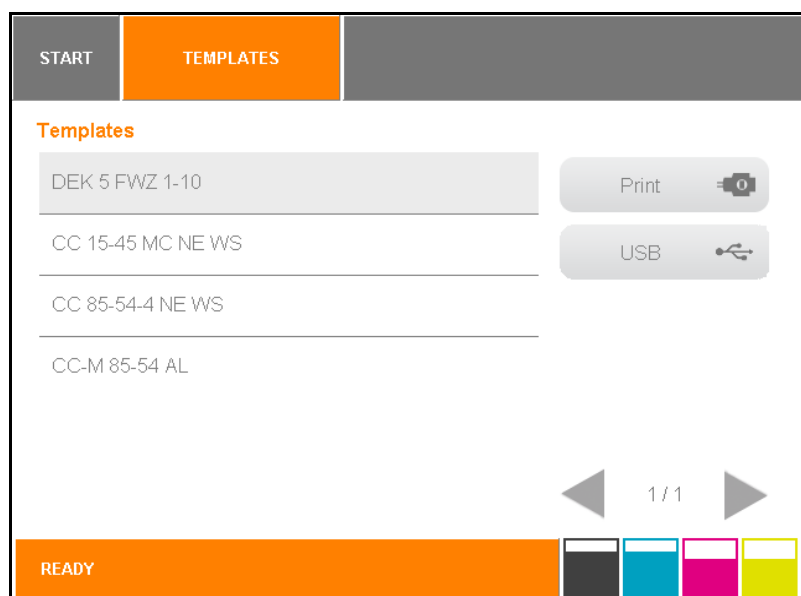 START TEMPLATES
Templates
DEK 5 FWZ 1-10
Print
CC 15-45 MC NE WS
USB
CC 85-54-4 NE WS
CC-M 85-54 AL
1 / 1
READY